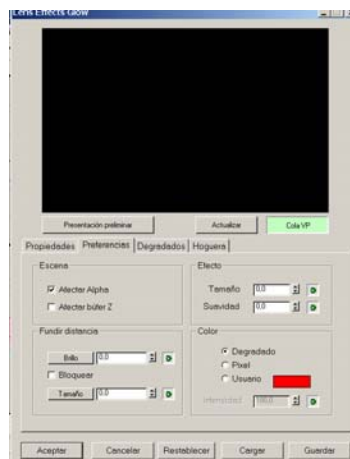 Lens Effects Glow
Presentación preliminar Actualizar Cola VP
Propiedades Preferencias Degradados Hoguera
Escena
Afectar Alpha
Afectar búfer Z
Efecto
Tamaño 0,0
Suavidad 0,0
Fundir distancia
Brillo 0,0
Bloquear
Tamaño 0,0
Color
Degradado
Pixel
Usuario
Intensidad 100,0
Aceptar Cancelar Restablecer Cargar Guardar